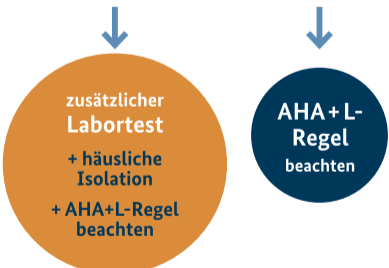 zusätzlicher
Labortest
+ häusliche
Isolation
+ AHA+L-Regel
beachten
AHA + L-
Regel
beachten